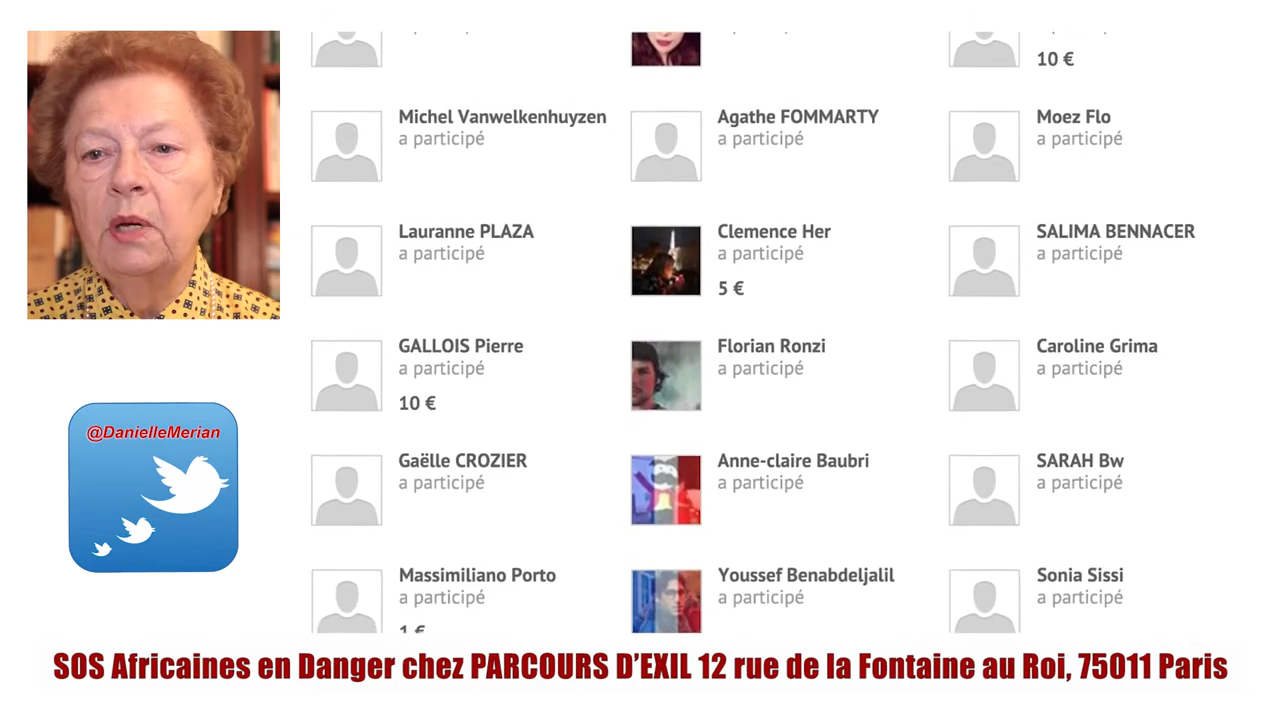 10 €
Michel Vanwelkenhuyzen
a participé
Agathe FOMMARTY
a participé
Moez Flo
a participé
Lauranne PLAZA
a participé
Clemence Her
a participé
5 €
SALIMA BENNACER
a participé
GALLOIS Pierre
a participé
10 €
Florian Ronzi
a participé
Caroline Grima
a participé
@DanielleMerian
Gaëlle CROZIER
a participé
Anne-claire Baubri
a participé
SARAH Bw
a participé
Massimiliano Porto
a participé
1 €
Youssef Benabdeljalil
a participé
Sonia Sissi
a participé
SOS Africaines en Danger chez PARCOURS D'EXIL 12 rue de la Fontaine au Roi, 75011 Paris